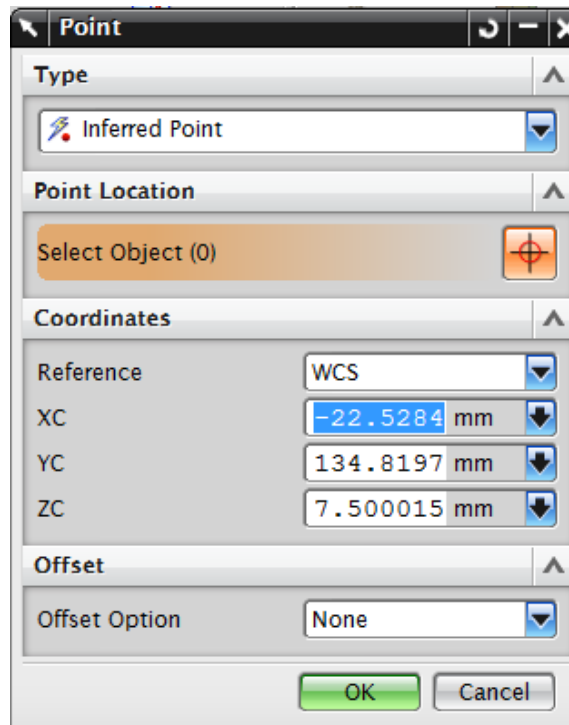 Point
Type
Inferred Point
Point Location
Select Object (0)
Coordinates
Reference WCS
XC -22.5284 mm
YC 134.8197 mm
ZC 7.500015 mm
Offset
Offset Option None
OK Cancel